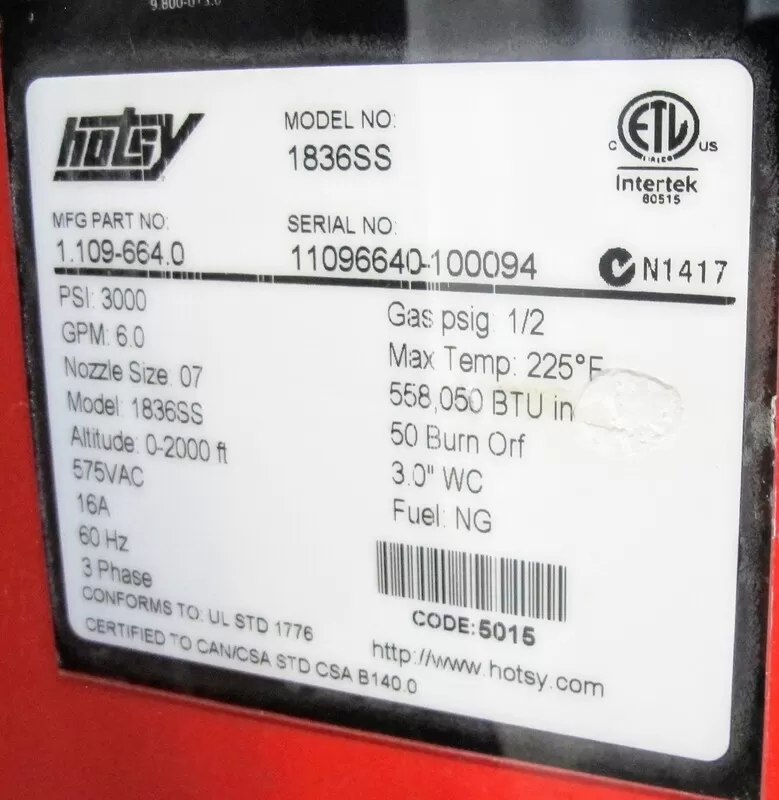 hotsy
MODEL NO:
1836SS
ETL
C US
Intertek
80515
MFG PART NO:
1.109-664.0
SERIAL NO:
11096640-100094
N1417
PSI: 3000
GPM: 6.0
Nozzle Size: 07
Model: 1836SS
Altitude: 0-2000 ft
575VAC
16A
60 Hz
3 Phase
Gas psig: 1/2
Max Temp: 225°F
558,050 BTU in
50 Burn Orf
3.0" WC
Fuel: NG
CODE:5015
CONFORMS TO: UL STD 1776
CERTIFIED TO CAN/CSA STD CSA B140.0
http://www.hotsy.com